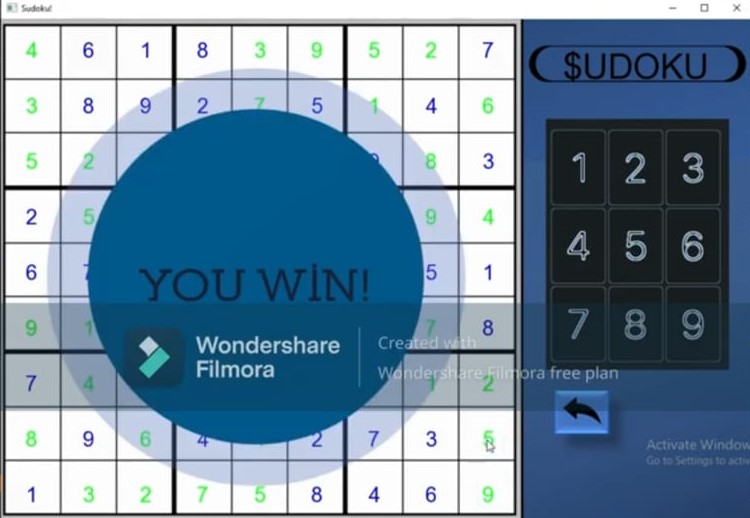 Sudoku!
4 6 1 8 3 9 5 2 7
$UDOKU
3 8 9 2 7 5 1 4 6
1 2 3
5 2 8 3
2 5 9 4
4 5 6
6 7 5 1
YOU WİN!
9 1 7 8
7 8 9
Wondershare
Filmora
Created with
Wondershare Filmora free plan
7 4 1 2
8 9 6 4 2 7 3 5
Activate Window
Go to Settings to activ
1 3 2 7 5 8 4 6 9